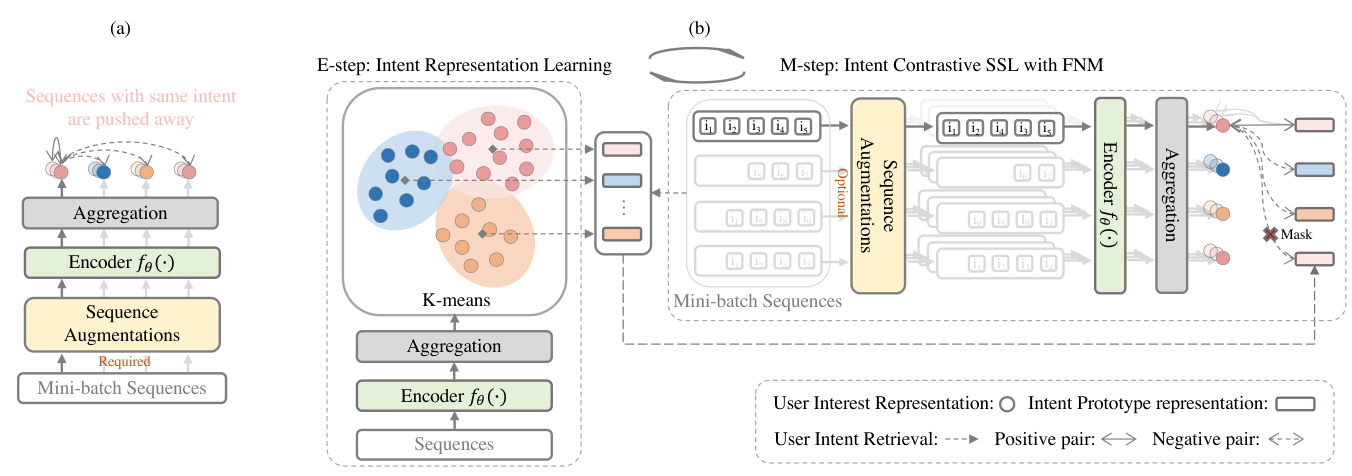 (a)
Sequences with same intent
are pushed away
Aggregation
Encoder fθ(·)
Sequence
Augmentations
Required
Mini-batch Sequences
(b)
E-step: Intent Representation Learning
M-step: Intent Contrastive SSL with FNM
K-means
Aggregation
Encoder fθ(·)
Sequences
⋮
i1 i2 i3 i4 i5
Mini-batch Sequences
Optional
Sequence
Augmentations
i1 i2 i4 i3 i5
Encoder fθ(·)
Aggregation
Mask
User Interest Representation:
Intent Prototype representation:
User Intent Retrieval:
Positive pair:
Negative pair: